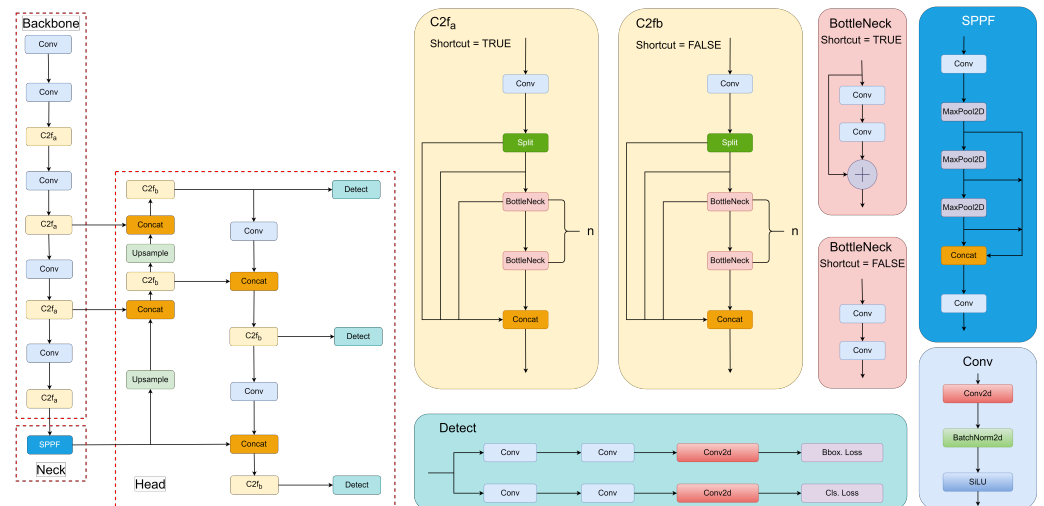 Backbone
Conv
Conv
C2fa
Conv
C2fa
Conv
C2fa
Conv
C2fa
SPPF
Neck
C2fb
Concat
Upsample
C2fb
Concat
Upsample
Head
Detect
Conv
Concat
C2fb
Detect
Conv
Concat
C2fb
Detect
C2fa
Shortcut = TRUE
Conv
Split
BottleNeck
n
BottleNeck
Concat
C2fb
Shortcut = FALSE
Conv
Split
BottleNeck
n
BottleNeck
Concat
BottleNeck
Shortcut = TRUE
Conv
Conv
BottleNeck
Shortcut = FALSE
Conv
Conv
SPPF
Conv
MaxPool2D
MaxPool2D
MaxPool2D
Concat
Conv
Detect
Conv Conv Conv2d Bbox. Loss
Conv Conv Conv2d Cls. Loss
Conv
Conv2d
BatchNorm2d
SiLU